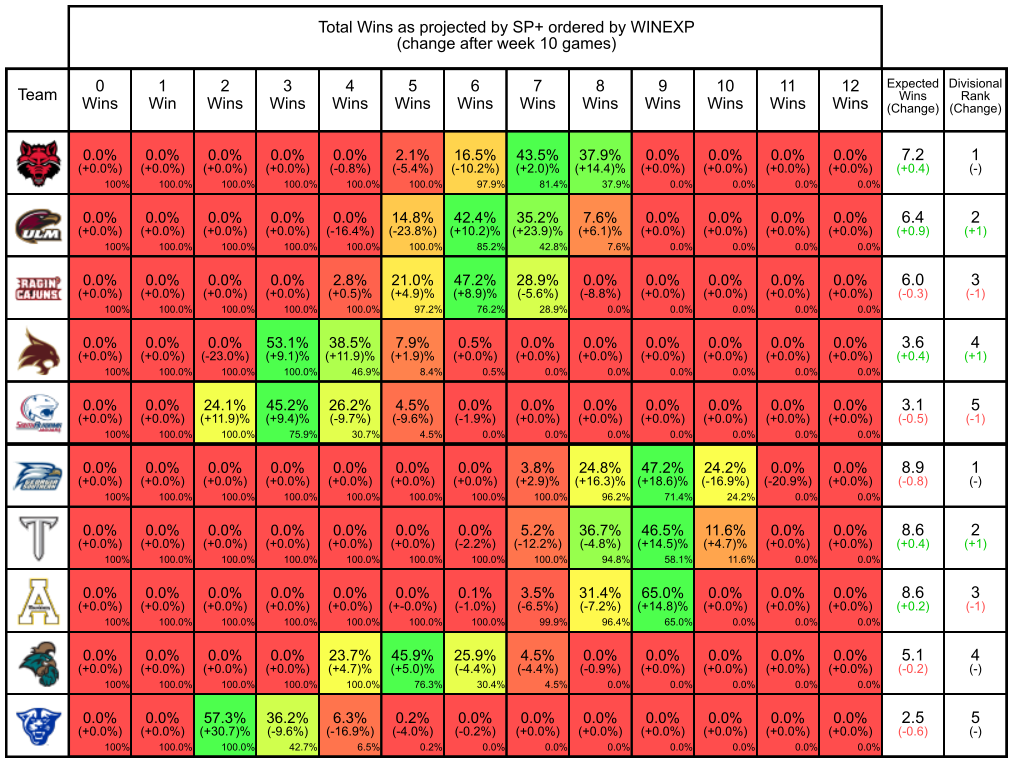 Total Wins as projected by SP+ ordered by WINEXP
(change after week 10 games)
Team 0 Wins 1 Win 2 Wins 3 Wins 4 Wins 5 Wins 6 Wins 7 Wins 8 Wins 9 Wins 10 Wins 11 Wins 12 Wins Expected Wins (Change) Divisional Rank (Change)
0.0% 0.0% 0.0% 0.0% 0.0% 2.1% 16.5% 43.5% 37.9% 0.0% 0.0% 0.0% 0.0% 7.2 1
(+0.0%) (+0.0%) (+0.0%) (+0.0%) (-0.8%) (-5.4%) (-10.2%) (+2.0)% (+14.4)% (+0.0%) (+0.0%) (+0.0%) (+0.0%) (+0.4) (-)
100% 100.0% 100.0% 100.0% 100.0% 100.0% 97.9% 81.4% 37.9% 0.0% 0.0% 0.0% 0.0%
ULM
0.0% 0.0% 0.0% 0.0% 0.0% 14.8% 42.4% 35.2% 7.6% 0.0% 0.0% 0.0% 0.0% 6.4 2
(+0.0%) (+0.0%) (+0.0%) (+0.0%) (-16.4%) (-23.8%) (+10.2)% (+23.9)% (+6.1)% (+0.0%) (+0.0%) (+0.0%) (+0.0%) (+0.9) (+1)
100% 100.0% 100.0% 100.0% 100.0% 100.0% 85.2% 42.8% 7.6% 0.0% 0.0% 0.0% 0.0%
RAGIN' CAJUNS
0.0% 0.0% 0.0% 0.0% 2.8% 21.0% 47.2% 28.9% 0.0% 0.0% 0.0% 0.0% 0.0% 6.0 3
(+0.0%) (+0.0%) (+0.0%) (+0.0%) (+0.5)% (+4.9)% (+8.9)% (-5.6)% (-8.8%) (+0.0%) (+0.0%) (+0.0%) (+0.0%) (-0.3) (-1)
100% 100.0% 100.0% 100.0% 100.0% 97.2% 76.2% 28.9% 0.0% 0.0% 0.0% 0.0% 0.0%
0.0% 0.0% 0.0% 53.1% 38.5% 7.9% 0.5% 0.0% 0.0% 0.0% 0.0% 0.0% 0.0% 3.6 4
(+0.0%) (+0.0%) (-23.0%) (+9.1)% (+11.9)% (+1.9)% (+0.0%) (+0.0%) (+0.0%) (+0.0%) (+0.0%) (+0.0%) (+0.0%) (+0.4) (+1)
100% 100.0% 100.0% 100.0% 46.9% 8.4% 0.5% 0.0% 0.0% 0.0% 0.0% 0.0% 0.0%
0.0% 0.0% 24.1% 45.2% 26.2% 4.5% 0.0% 0.0% 0.0% 0.0% 0.0% 0.0% 0.0% 3.1 5
(+0.0%) (+0.0%) (+11.9)% (+9.4)% (-9.7%) (-9.6%) (-1.9%) (+0.0%) (+0.0%) (+0.0%) (+0.0%) (+0.0%) (+0.0%) (-0.5) (-1)
100% 100.0% 100.0% 75.9% 30.7% 4.5% 0.0% 0.0% 0.0% 0.0% 0.0% 0.0% 0.0%
0.0% 0.0% 0.0% 0.0% 0.0% 0.0% 0.0% 3.8% 24.8% 47.2% 24.2% 0.0% 0.0% 8.9 1
(+0.0%) (+0.0%) (+0.0%) (+0.0%) (+0.0%) (+0.0%) (+0.0%) (+2.9)% (+16.3)% (+18.6)% (-16.9%) (-20.9%) (+0.0%) (-0.8) (-)
100% 100.0% 100.0% 100.0% 100.0% 100.0% 100.0% 100.0% 96.2% 71.4% 24.2% 0.0% 0.0%
T
0.0% 0.0% 0.0% 0.0% 0.0% 0.0% 0.0% 5.2% 36.7% 46.5% 11.6% 0.0% 0.0% 8.6 2
(+0.0%) (+0.0%) (+0.0%) (+0.0%) (+0.0%) (+0.0%) (-2.2%) (-12.2%) (-4.8%) (+14.5)% (+4.7)% (+0.0%) (+0.0%) (+0.4) (+1)
100% 100.0% 100.0% 100.0% 100.0% 100.0% 100.0% 100.0% 94.8% 58.1% 11.6% 0.0% 0.0%
A
0.0% 0.0% 0.0% 0.0% 0.0% 0.0% 0.1% 3.5% 31.4% 65.0% 0.0% 0.0% 0.0% 8.6 3
(+0.0%) (+0.0%) (+0.0%) (+0.0%) (+0.0%) (+-0.0%) (-1.0%) (-6.5%) (-7.2%) (+14.8)% (+0.0%) (+0.0%) (+0.0%) (+0.2) (-1)
100% 100.0% 100.0% 100.0% 100.0% 100.0% 100.0% 99.9% 96.4% 65.0% 0.0% 0.0% 0.0%
0.0% 0.0% 0.0% 0.0% 23.7% 45.9% 25.9% 4.5% 0.0% 0.0% 0.0% 0.0% 0.0% 5.1 4
(+0.0%) (+0.0%) (+0.0%) (+0.0%) (+4.7)% (+5.0)% (-4.4%) (-4.4%) (-0.9%) (+0.0%) (+0.0%) (+0.0%) (+0.0%) (-0.2) (-)
100% 100.0% 100.0% 100.0% 100.0% 76.3% 30.4% 4.5% 0.0% 0.0% 0.0% 0.0% 0.0%
0.0% 0.0% 57.3% 36.2% 6.3% 0.2% 0.0% 0.0% 0.0% 0.0% 0.0% 0.0% 0.0% 2.5 5
(+0.0%) (+0.0%) (+30.7)% (-9.6%) (-16.9%) (-4.0%) (-0.2%) (+0.0%) (+0.0%) (+0.0%) (+0.0%) (+0.0%) (+0.0%) (-0.6) (-)
100% 100.0% 100.0% 42.7% 6.5% 0.2% 0.0% 0.0% 0.0% 0.0% 0.0% 0.0% 0.0%